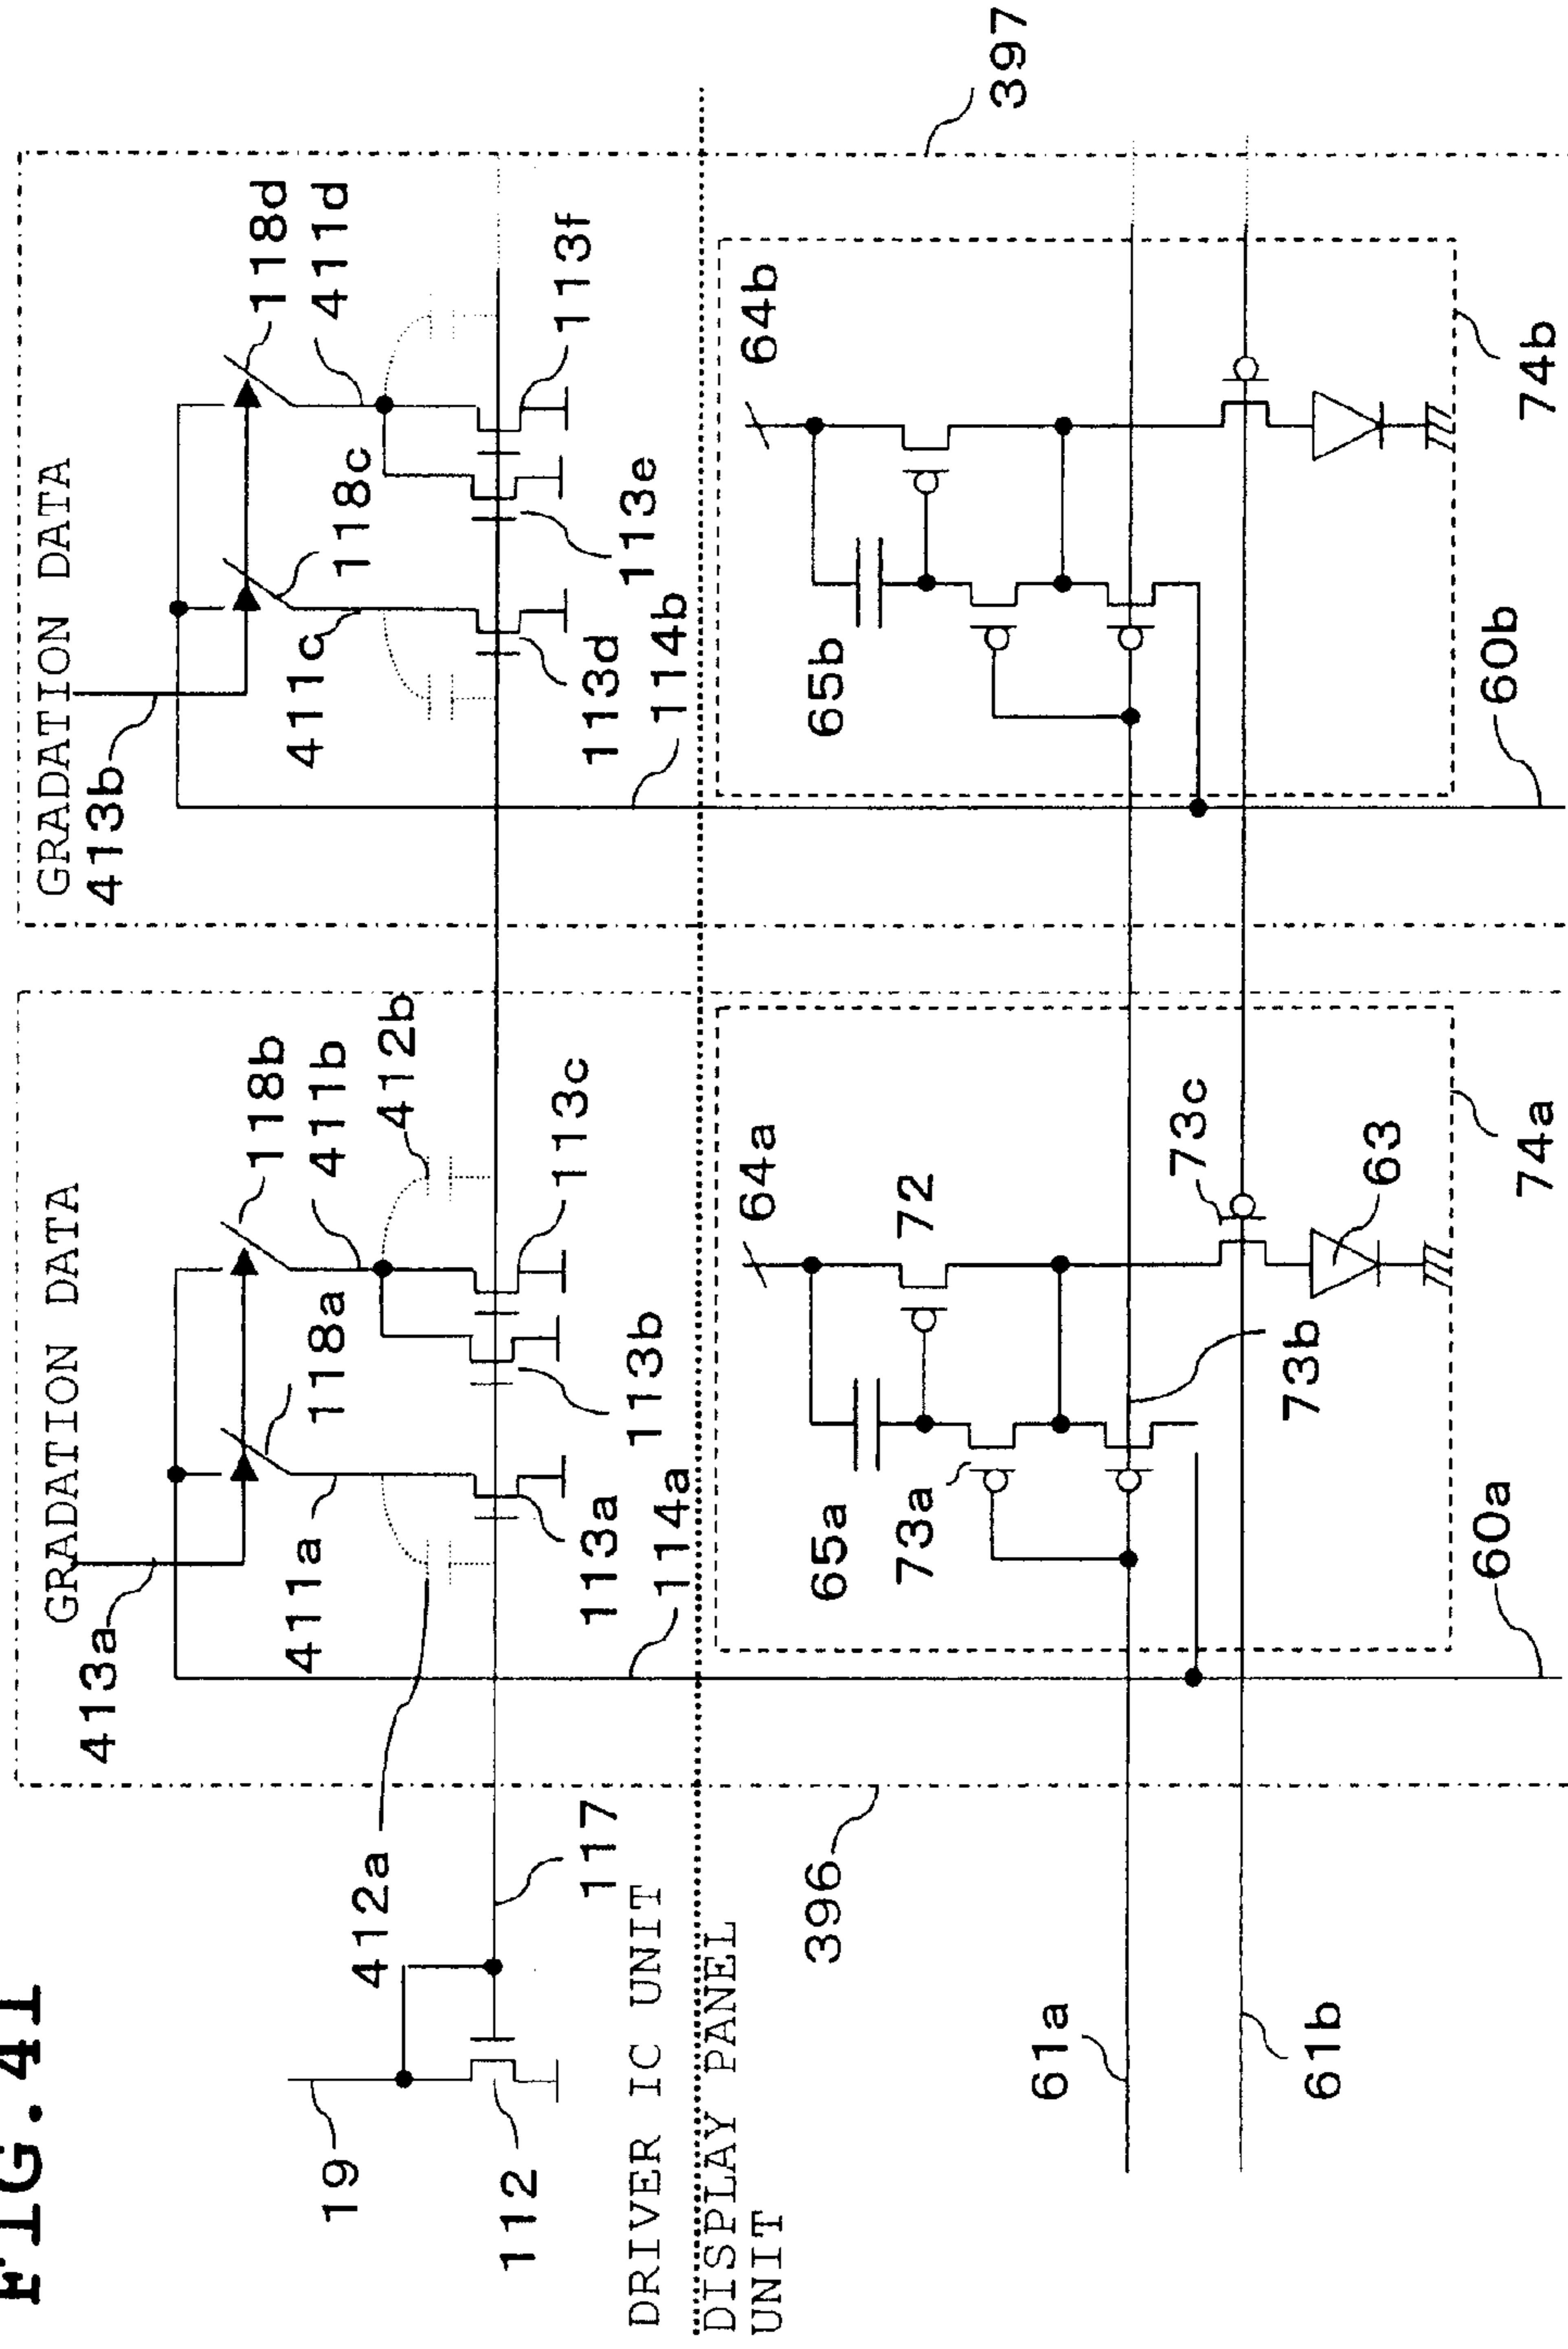 FIG.41
GRADATION DATA
GRADATION DATA
413a
413b
118b
118d
19
411a
118a
411b
411c
118c
411d
412a
412b
112
117
113a
113b
113c
113d
113e
113f
DRIVER IC UNIT
114a
114b
DISPLAY PANEL
UNIT
64a
64b
396
65a
65b
73a
72
397
61a
73c
61b
73b
63
60a
60b
74a
74b